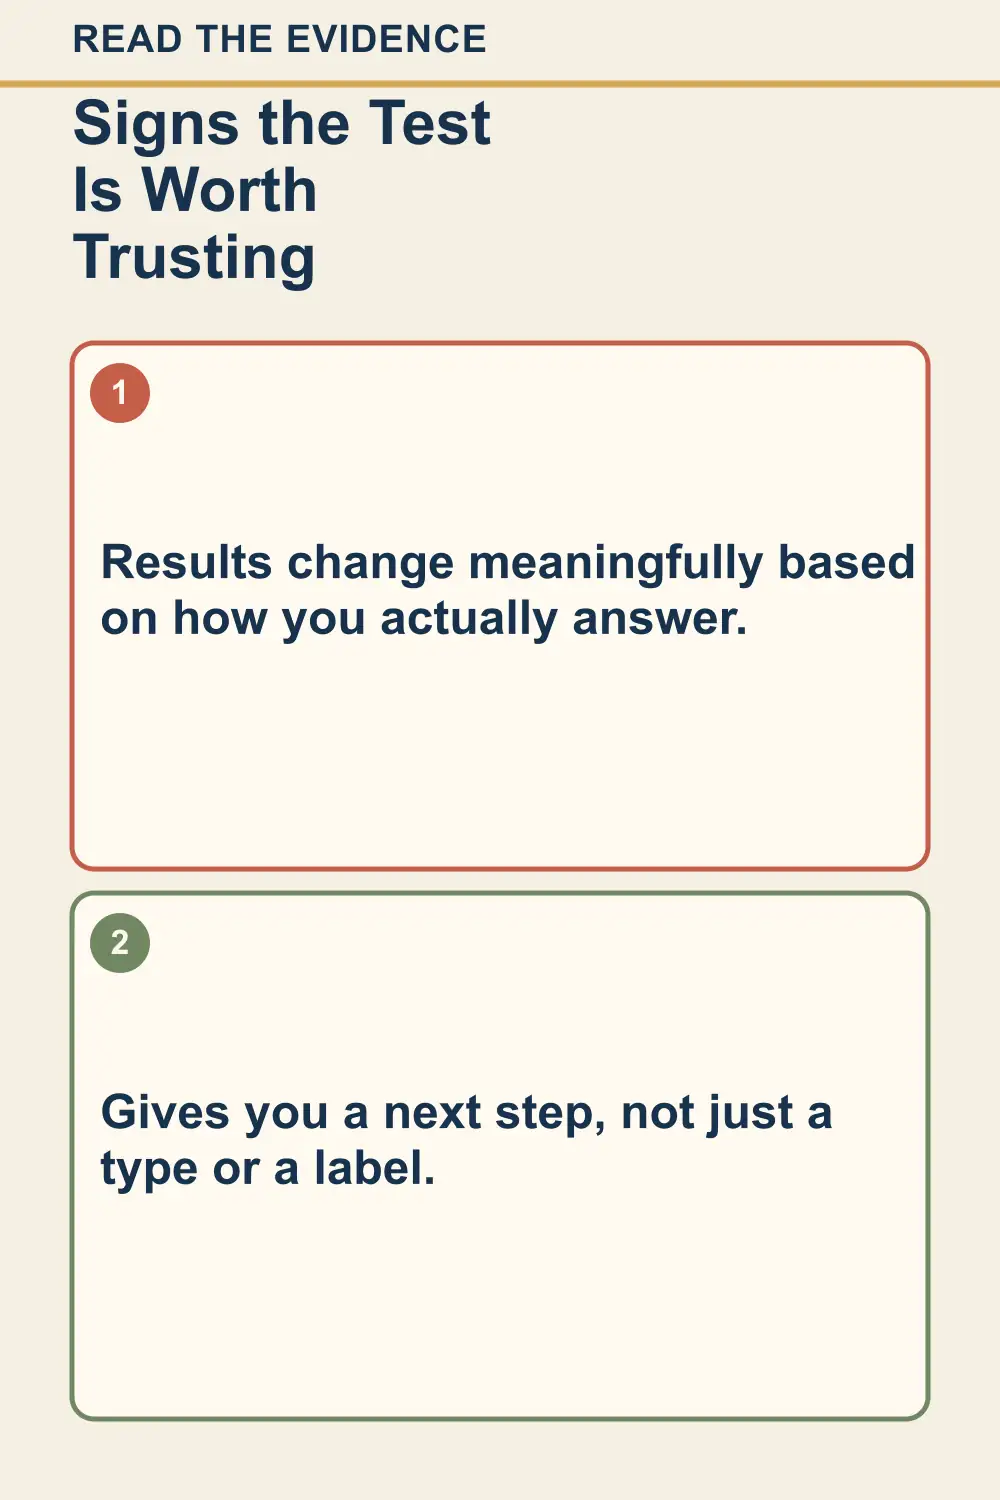 READ THE EVIDENCE
Signs the Test
Is Worth
Trusting
1
Results change meaningfully based
on how you actually answer.
2
Gives you a next step, not just a
type or a label.